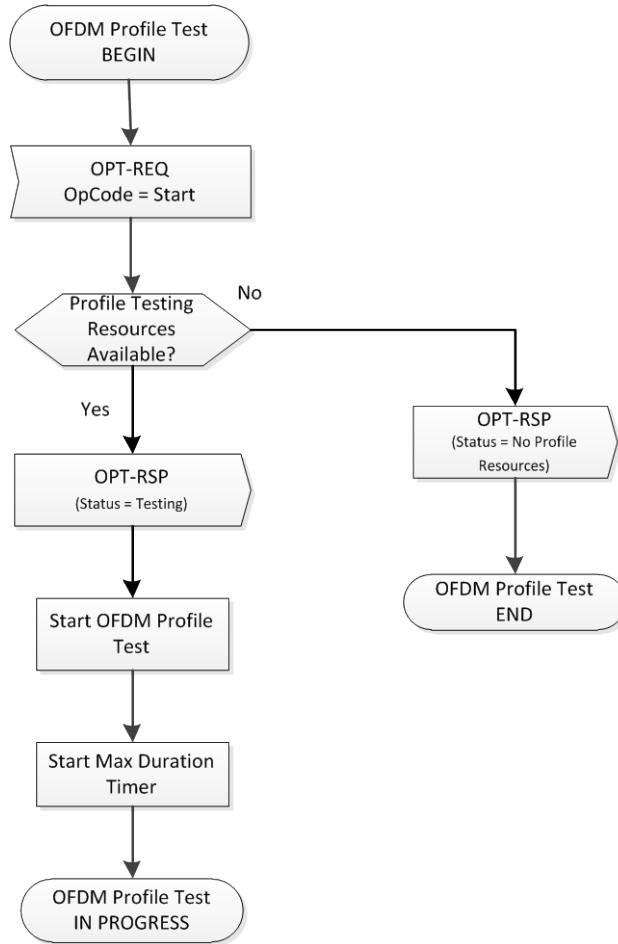 OFDM Profile Test
BEGIN
OPT-REQ
OpCode = Start
Profile Testing
Resources
Available?
No
Yes
OPT-RSP
(Status = No Profile
Resources)
OPT-RSP
(Status = Testing)
OFDM Profile Test
END
Start OFDM Profile
Test
Start Max Duration
Timer
OFDM Profile Test
IN PROGRESS